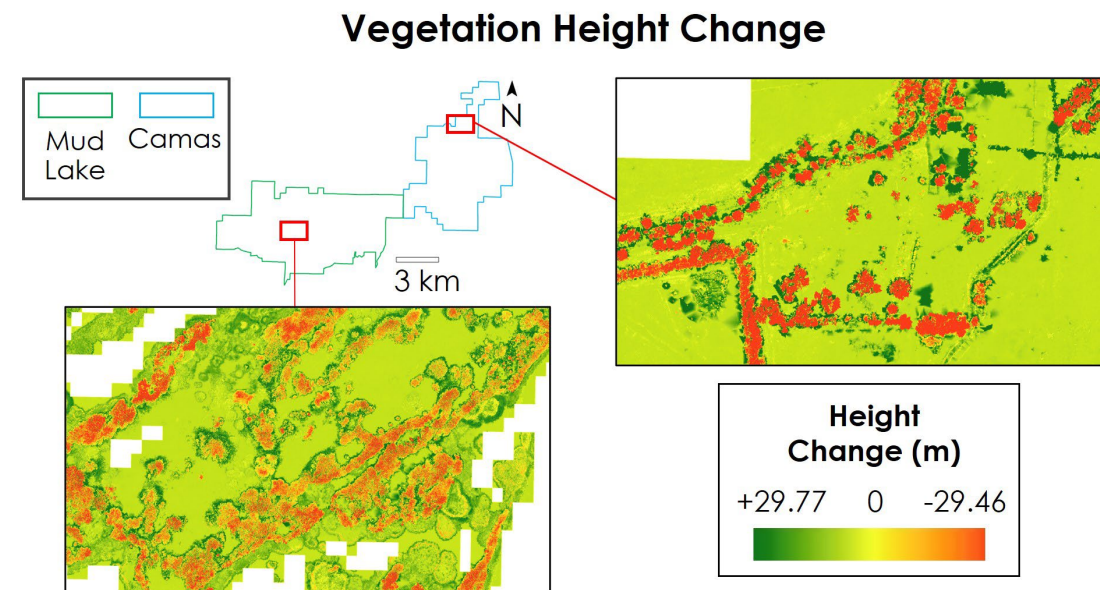 Vegetation Height Change
Mud
Lake
Camas
N
3 km
Height
Change (m)
+29.77 0 -29.46